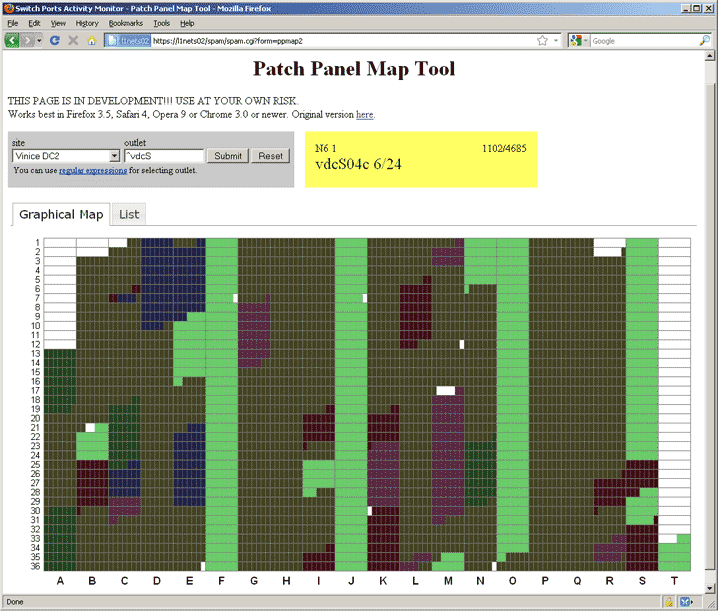 Switch Ports Activity Monitor - Patch Panel Map Tool - Mozilla Firefox
File Edit View History Bookmarks Tools Help
l1nets02 https://l1nets02/spam/spam.cgi?form=ppmap2
Google
Patch Panel Map Tool
THIS PAGE IS IN DEVELOPMENT!!! USE AT YOUR OWN RISK.
Works best in Firefox 3.5, Safari 4, Opera 9 or Chrome 3.0 or newer. Original version here.
site outlet
Vinice DC2 ^vdcS Submit Reset
You can use regular expressions for selecting outlet.
N6 1 1102/4685
vdcS04c 6/24
Graphical Map List
1
2
3
4
5
6
7
8
9
10
11
12
13
14
15
16
17
18
19
20
21
22
23
24
25
26
27
28
29
30
31
32
33
34
35
36
A B C D E F G H I J K L M N O P Q R S T
Done